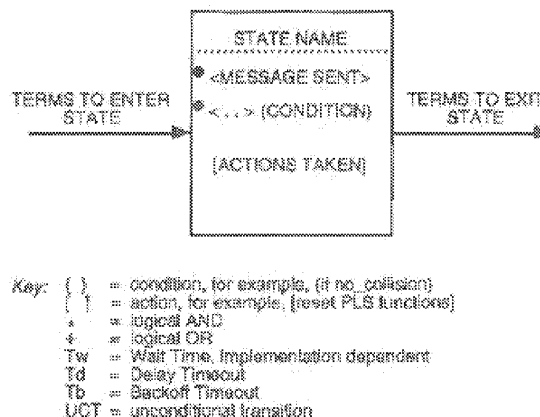 STATE NAME
<MESSAGE SENT>
<. . .> (CONDITION)
[ACTIONS TAKEN]
TERMS TO ENTER
STATE
TERMS TO EXIT
STATE
Key: ( ) = condition, for example, (if no_collision)
[ ] = action, for example, [reset PLS functions]
* = logical AND
+ = logical OR
Tw = Wait Time, implementation dependent
Td = Delay Timeout
Tb = Backoff Timeout
UCT = unconditional transition